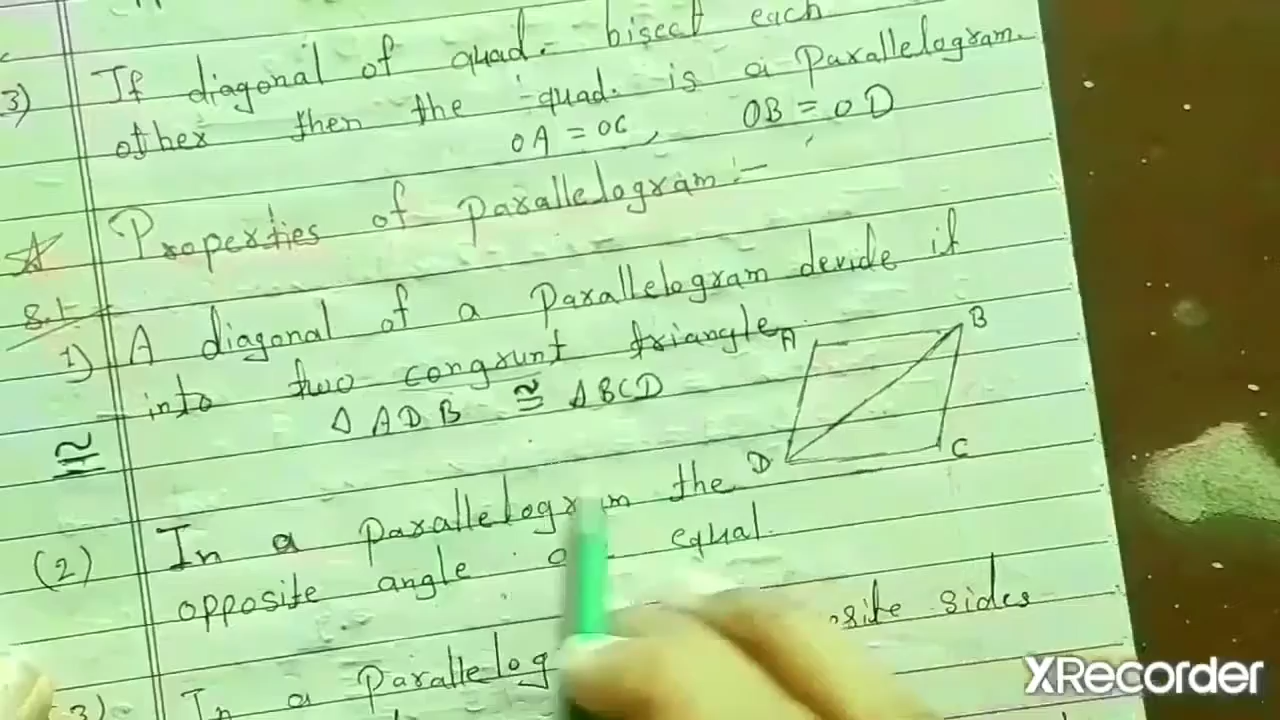 3) If diagonal of quad. bisect each
other then the quad. is a parallelogram.
OA = OC, OB = OD
Properties of parallelogram :-
8.1
1) A diagonal of a parallelogram devide it
into two congrunt triangle
Δ ADB ≅ ΔBCD
≅
A
B
D
C
(2) In a parallelogram the
opposite angle equal.
3) In a parallelog sides
XRecorder